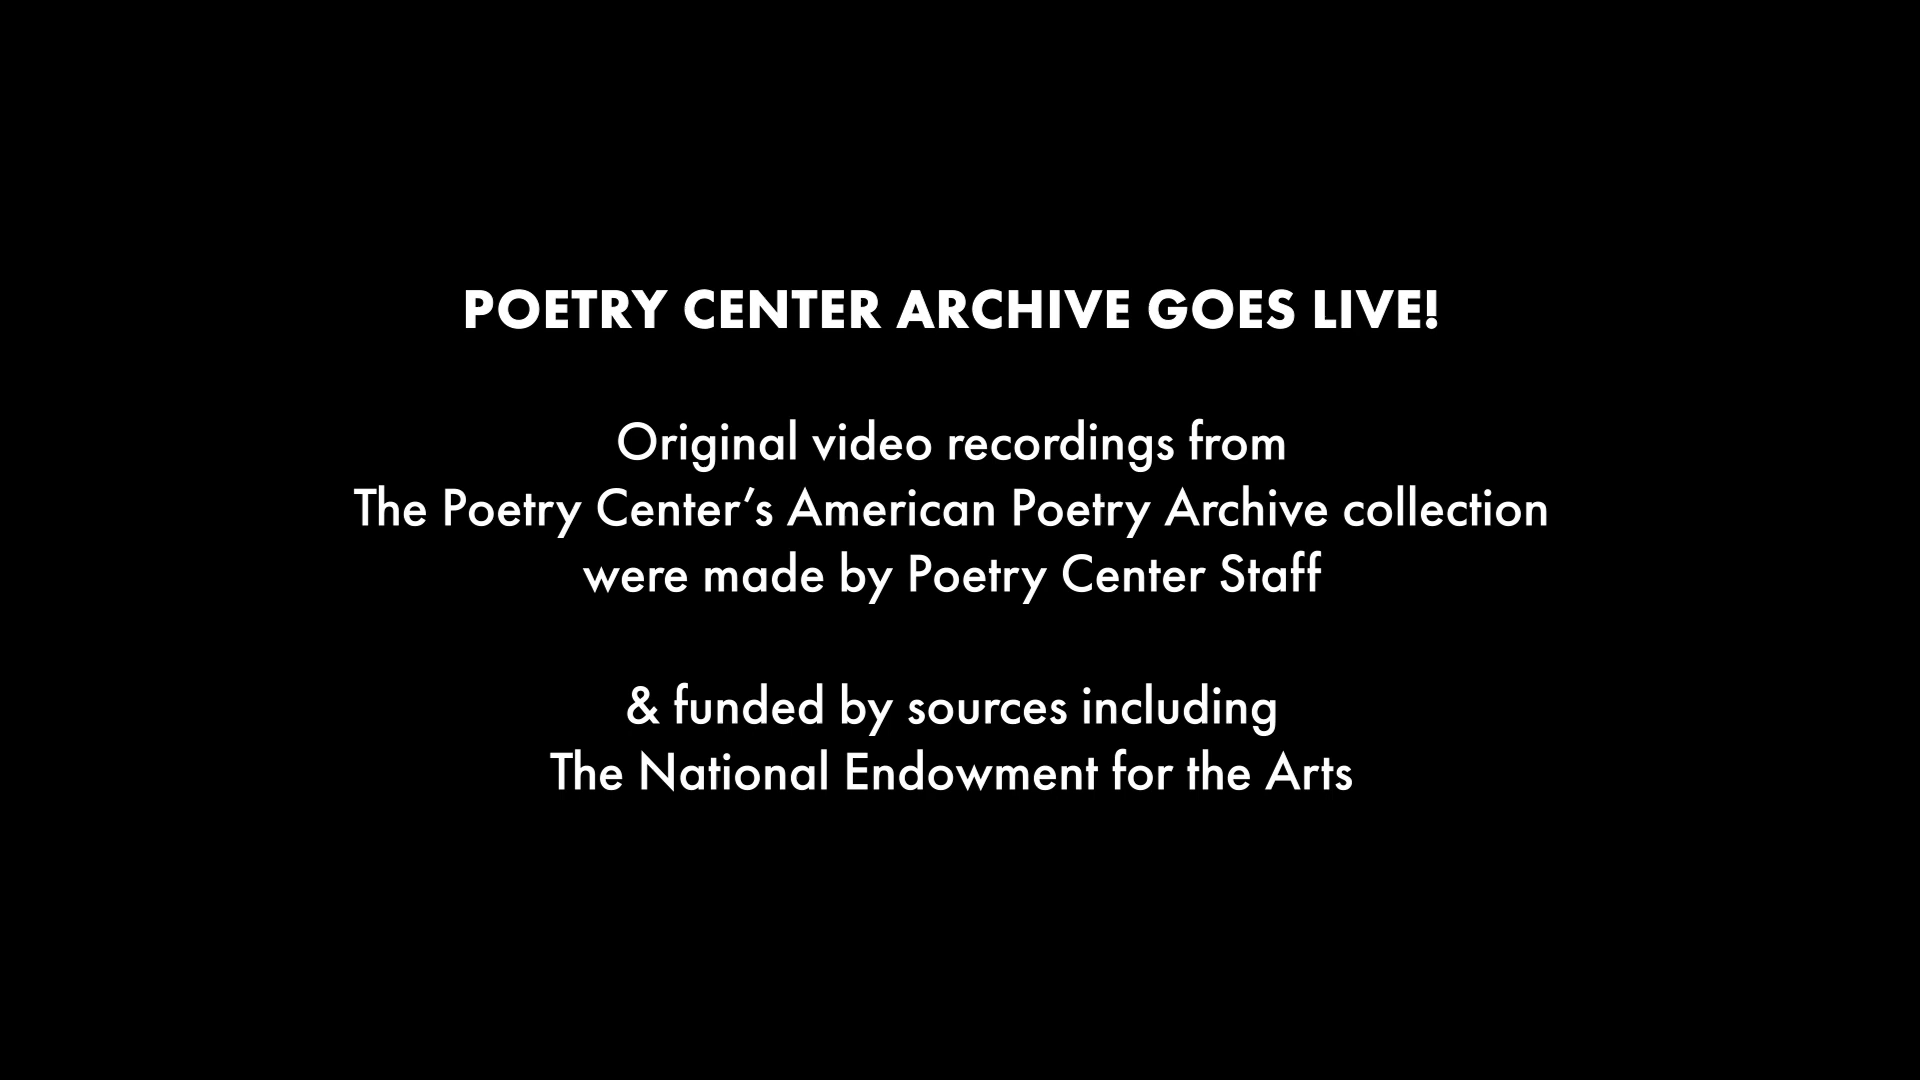 POETRY CENTER ARCHIVE GOES LIVE!
Original video recordings from
The Poetry Center’s American Poetry Archive collection
were made by Poetry Center Staff
& funded by sources including
The National Endowment for the Arts